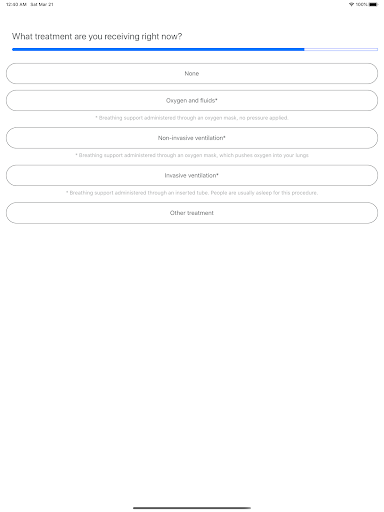 12:40 AM Sat Mar 21 100%
What treatment are you receiving right now?
None
Oxygen and fluids*
* Breathing support administered through an oxygen mask, no pressure applied.
Non-invasive ventilation*
* Breathing support administered through an oxygen mask, which pushes oxygen into your lungs.
Invasive ventilation*
* Breathing support administered through an inserted tube. People are usually asleep for this procedure.
Other treatment